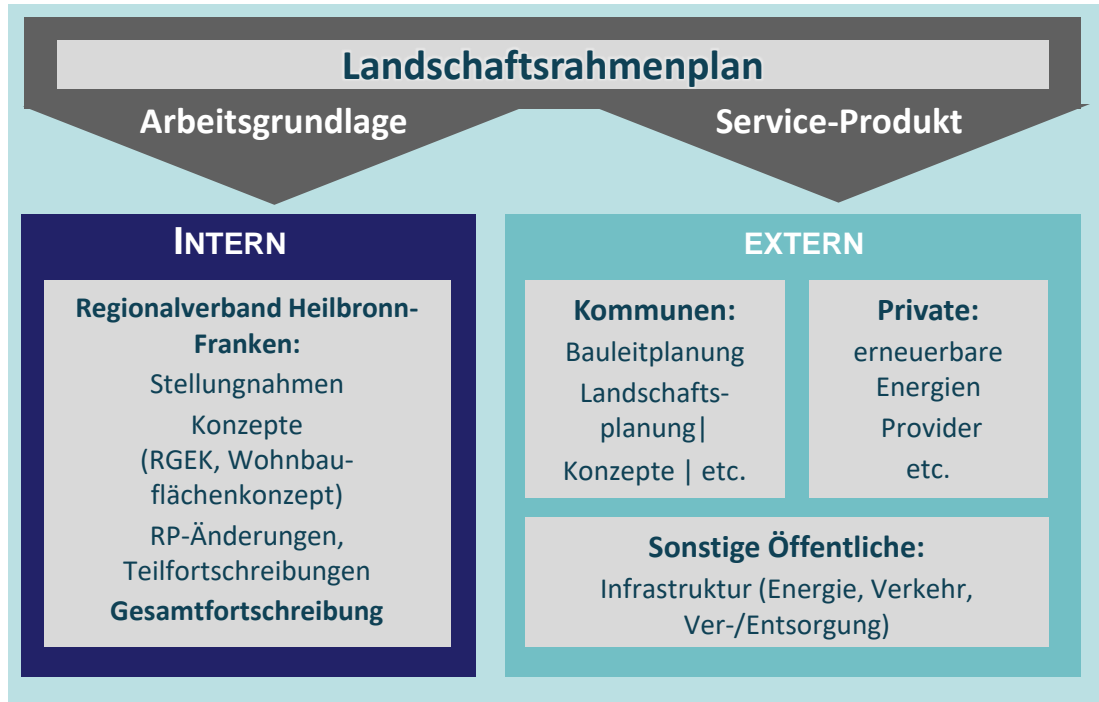 Landschaftsrahmenplan
Arbeitsgrundlage
Service-Produkt
INTERN
Regionalverband Heilbronn-
Franken:
Stellungnahmen
Konzepte
(RGEK, Wohnbau-
flächenkonzept)
RP-Änderungen,
Teilfortschreibungen
Gesamtfortschreibung
EXTERN
Kommunen:
Bauleitplanung
Landschafts-
planung|
Konzepte | etc.
Private:
erneuerbare
Energien
Provider
etc.
Sonstige Öffentliche:
Infrastruktur (Energie, Verkehr,
Ver-/Entsorgung)